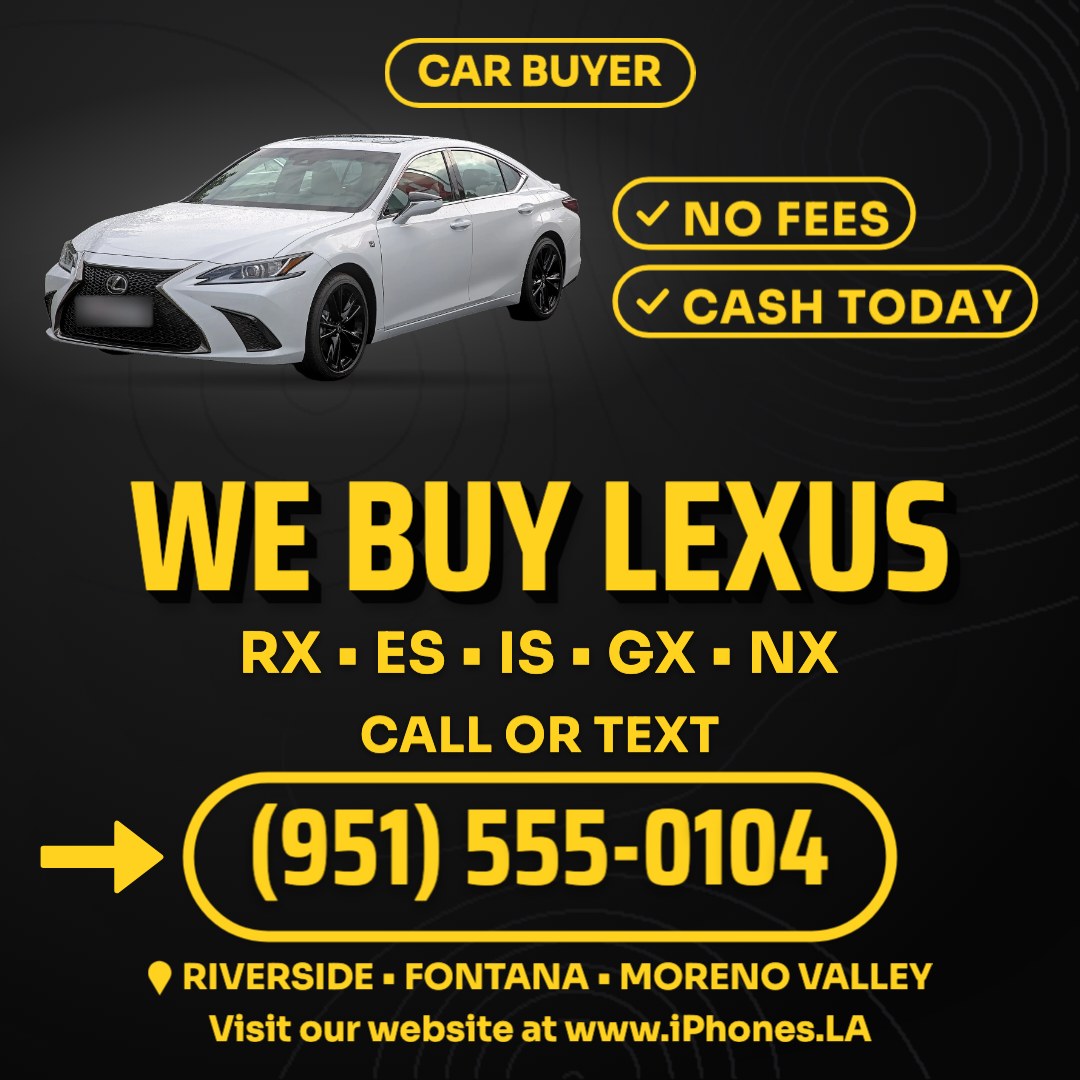 CAR BUYER
NO FEES
CASH TODAY
WE BUY LEXUS
RX ▪ ES ▪ IS ▪ GX ▪ NX
CALL OR TEXT
(951) 555-0104
RIVERSIDE ▪ FONTANA ▪ MORENO VALLEY
Visit our website at www.iPhones.LA